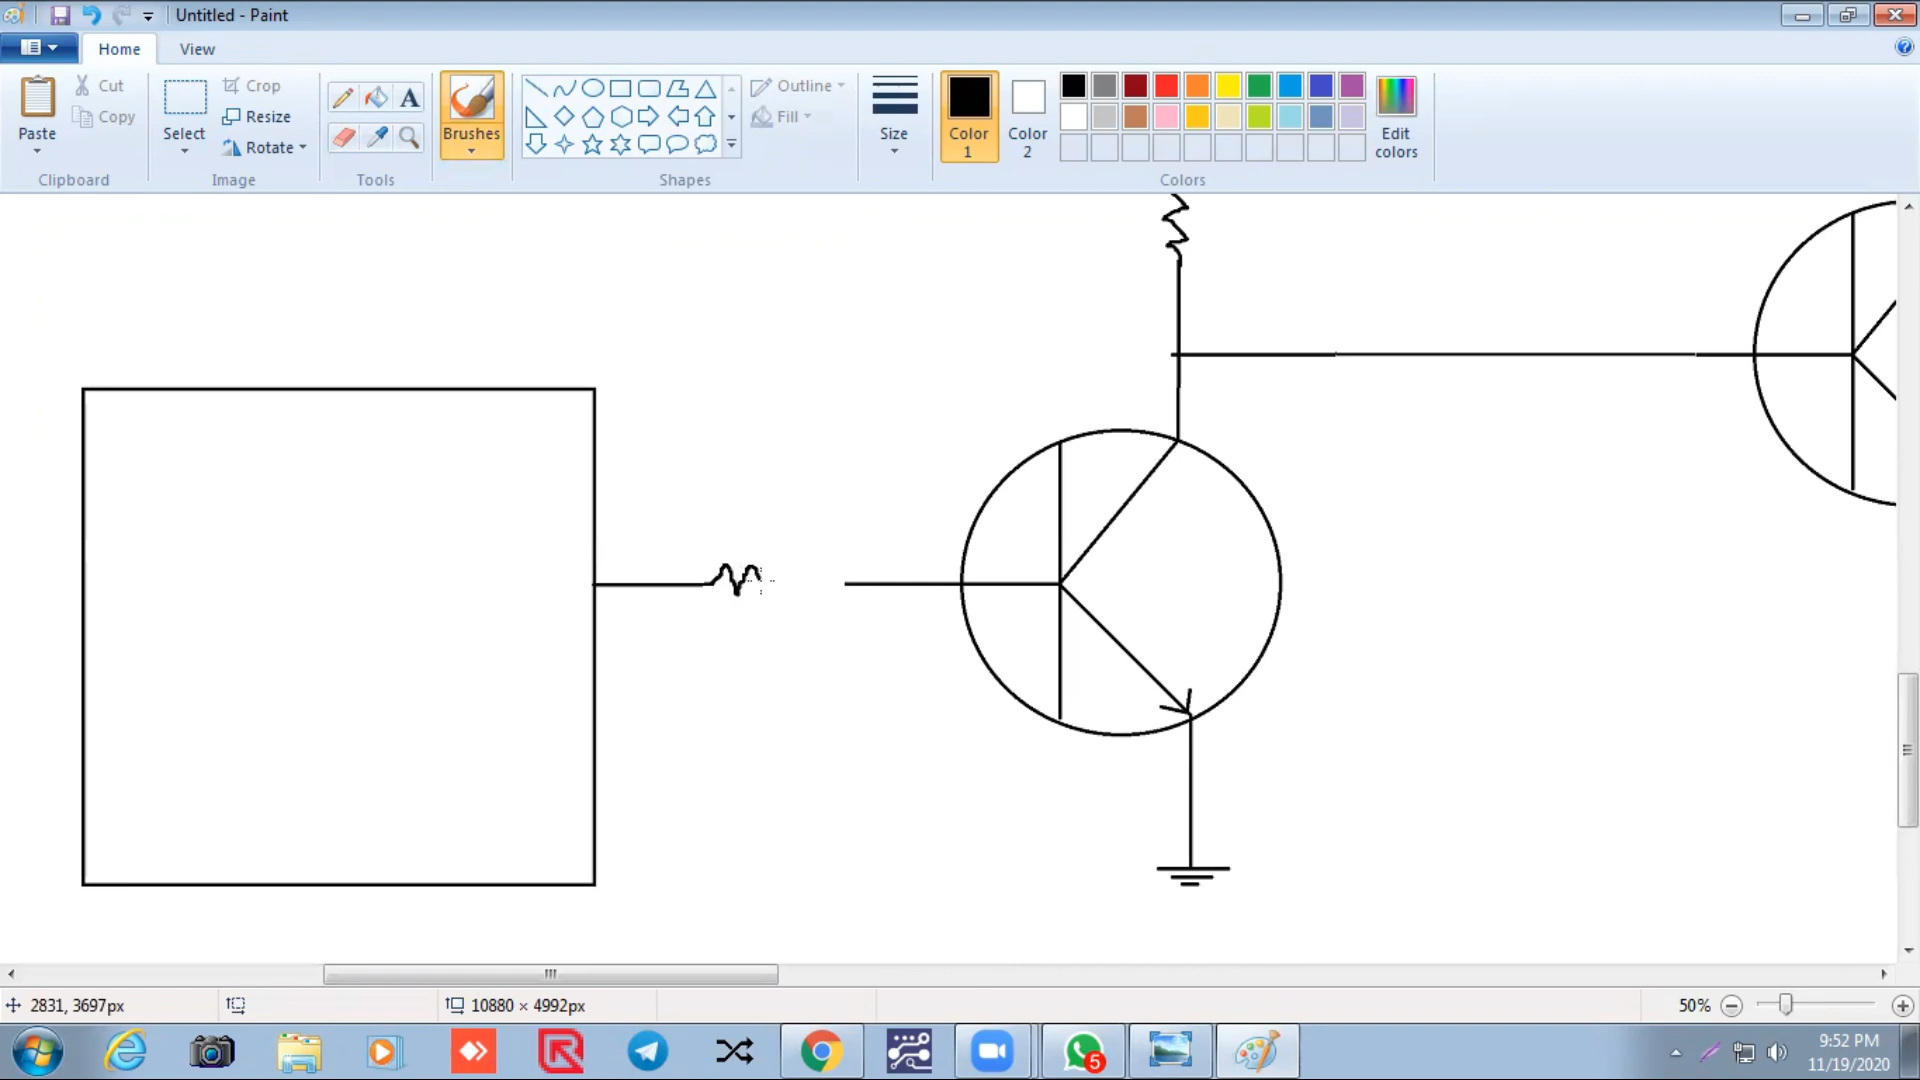 Untitled - Paint
Home View
Paste
Cut
Copy
Clipboard
Select
Crop
Resize
Rotate
Image
A
Tools
Brushes
Shapes
Outline
Fill
Size
Color 1
Color 2
Edit colors
Colors
2831, 3697px
10880 × 4992px
50%
5
9:52 PM
11/19/2020